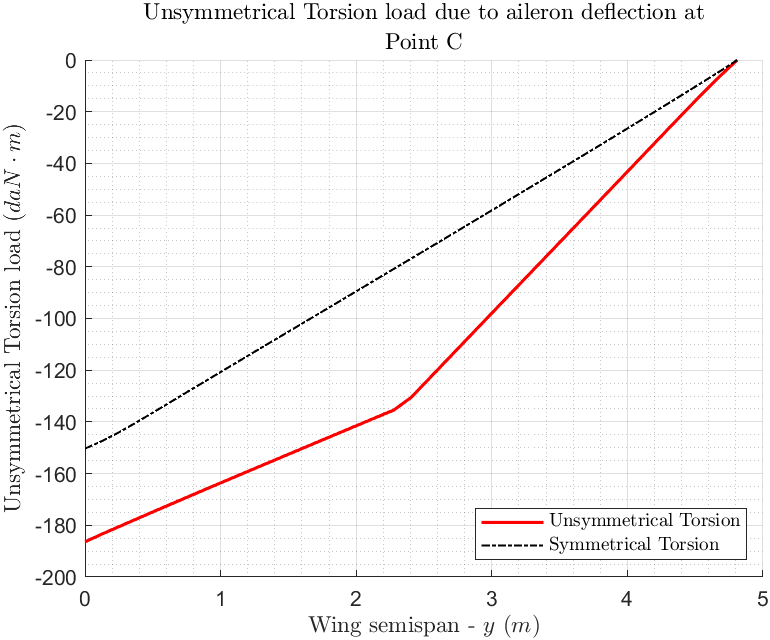 Unsymmetrical Torsion load due to aileron deflection at
Point C
Unsymmetrical Torsion load (daN · m)
0
-20
-40
-60
-80
-100
-120
-140
-160
-180
-200
0 1 2 3 4 5
Wing semispan - y (m)
Unsymmetrical Torsion
Symmetrical Torsion